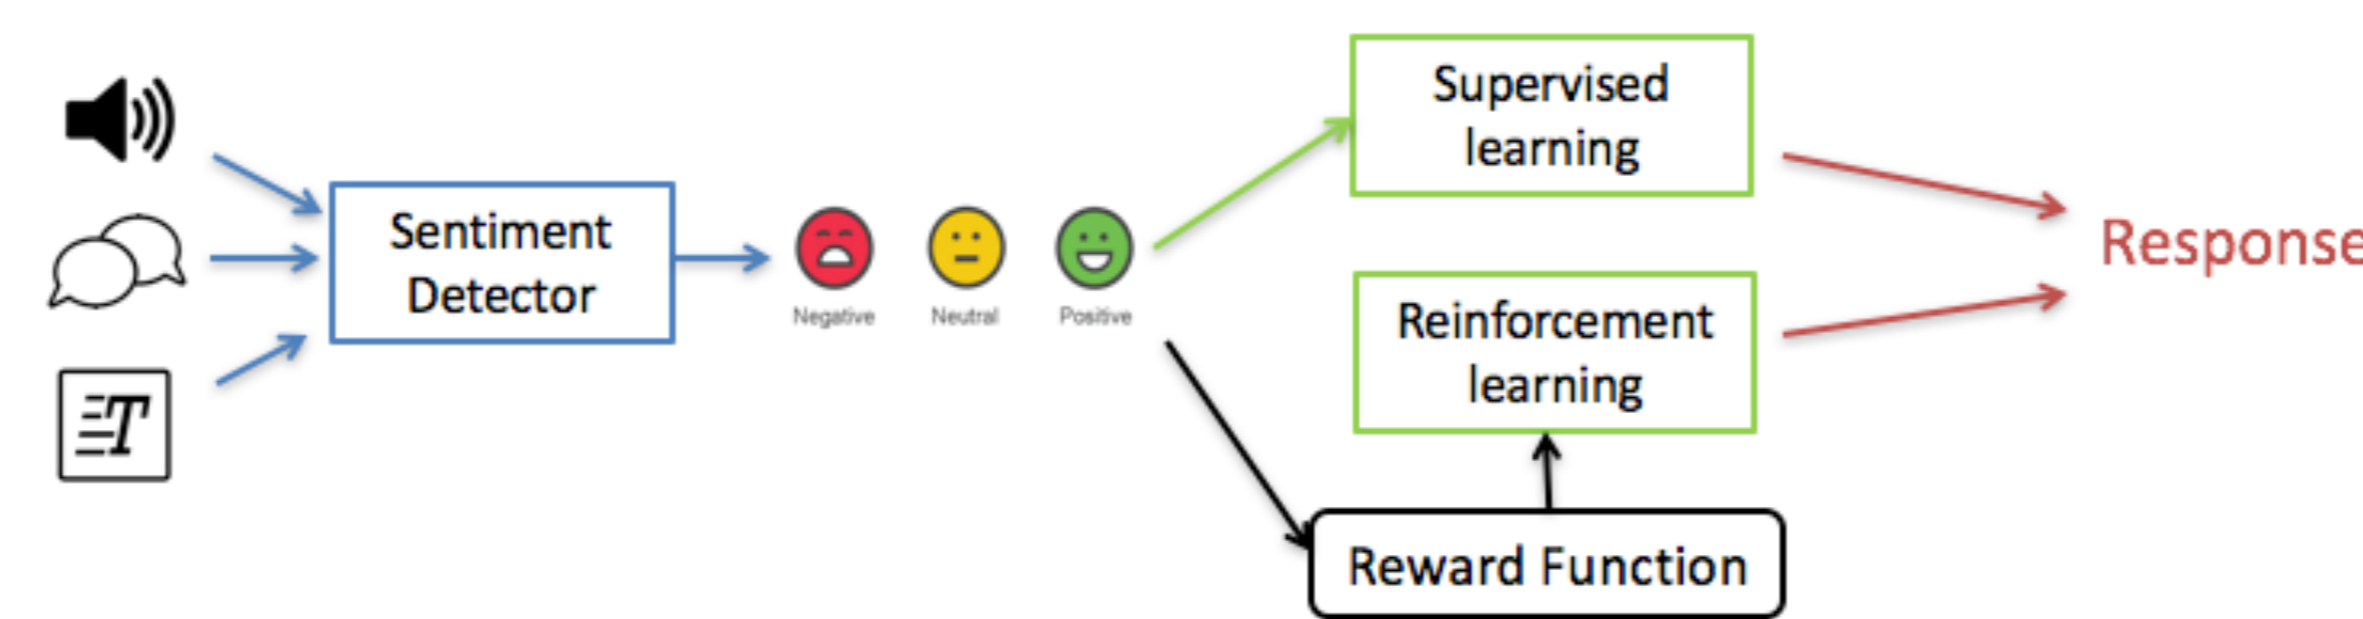 Sentiment
Detector
Negative
Neutral
Positive
Supervised
learning
Reinforcement
learning
Reward Function
Response
T